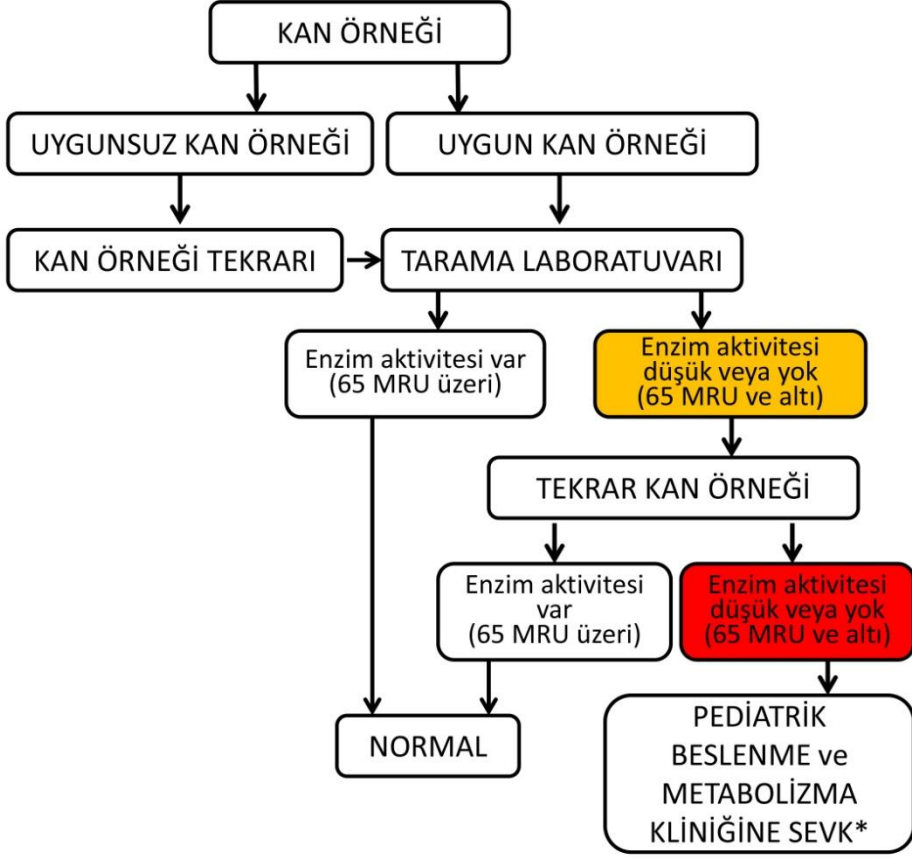 KAN ÖRNEĞİ
UYGUNSUZ KAN ÖRNEĞİ
UYGUN KAN ÖRNEĞİ
KAN ÖRNEĞİ TEKRARI
TARAMA LABORATUVARI
Enzim aktivitesi var
(65 MRU üzeri)
Enzim aktivitesi
düşük veya yok
(65 MRU ve altı)
TEKRAR KAN ÖRNEĞİ
Enzim aktivitesi
var
(65 MRU üzeri)
Enzim aktivitesi
düşük veya yok
(65 MRU ve altı)
NORMAL
PEDİATRİK
BESLENME ve
METABOLİZMA
KLİNİĞİNE SEVK*